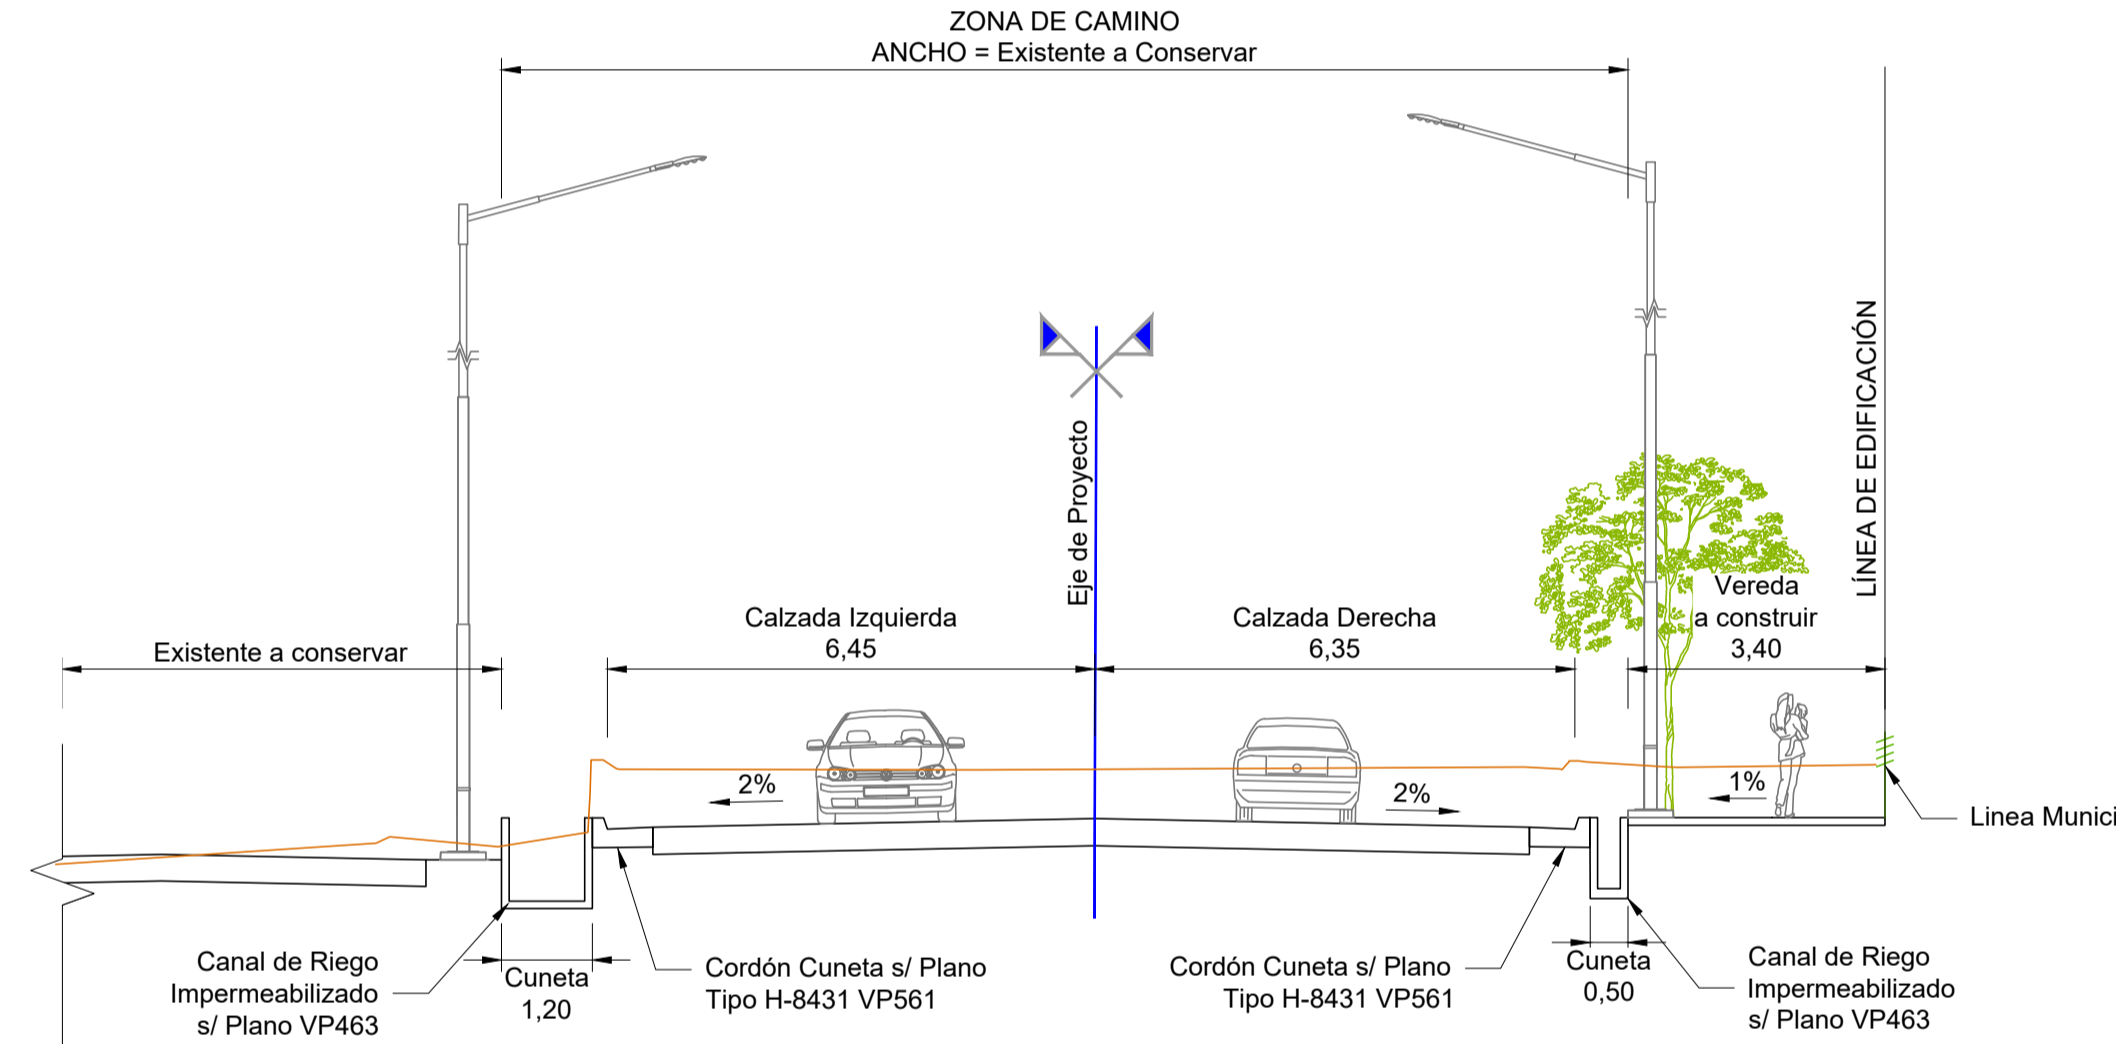 ZONA DE CAMINO
ANCHO = Existente a Conservar
LÍNEA DE EDIFICACIÓN
Eje de Proyecto
Existente a conservar
Calzada Izquierda
6,45
Calzada Derecha
6,35
Vereda
a construir
3,40
2%
2%
1%
Linea Munici
Canal de Riego
Impermeabilizado
s/ Plano VP463
Cuneta
1,20
Cordón Cuneta s/ Plano
Tipo H-8431 VP561
Cordón Cuneta s/ Plano
Tipo H-8431 VP561
Cuneta
0,50
Canal de Riego
Impermeabilizado
s/ Plano VP463